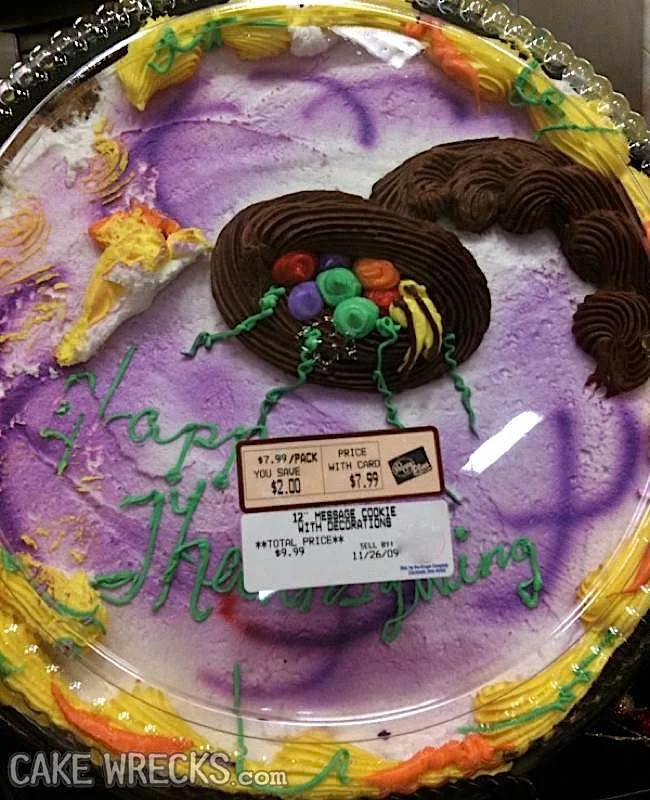 Happy
Thanksgiving
$7.99/PACK
YOU SAVE
$2.00
PRICE
WITH CARD
$7.99
12" MESSAGE COOKIE
WITH DECORATIONS
**TOTAL PRICE**
$9.99
SELL BY:
11/26/09
CAKE WRECKS.com